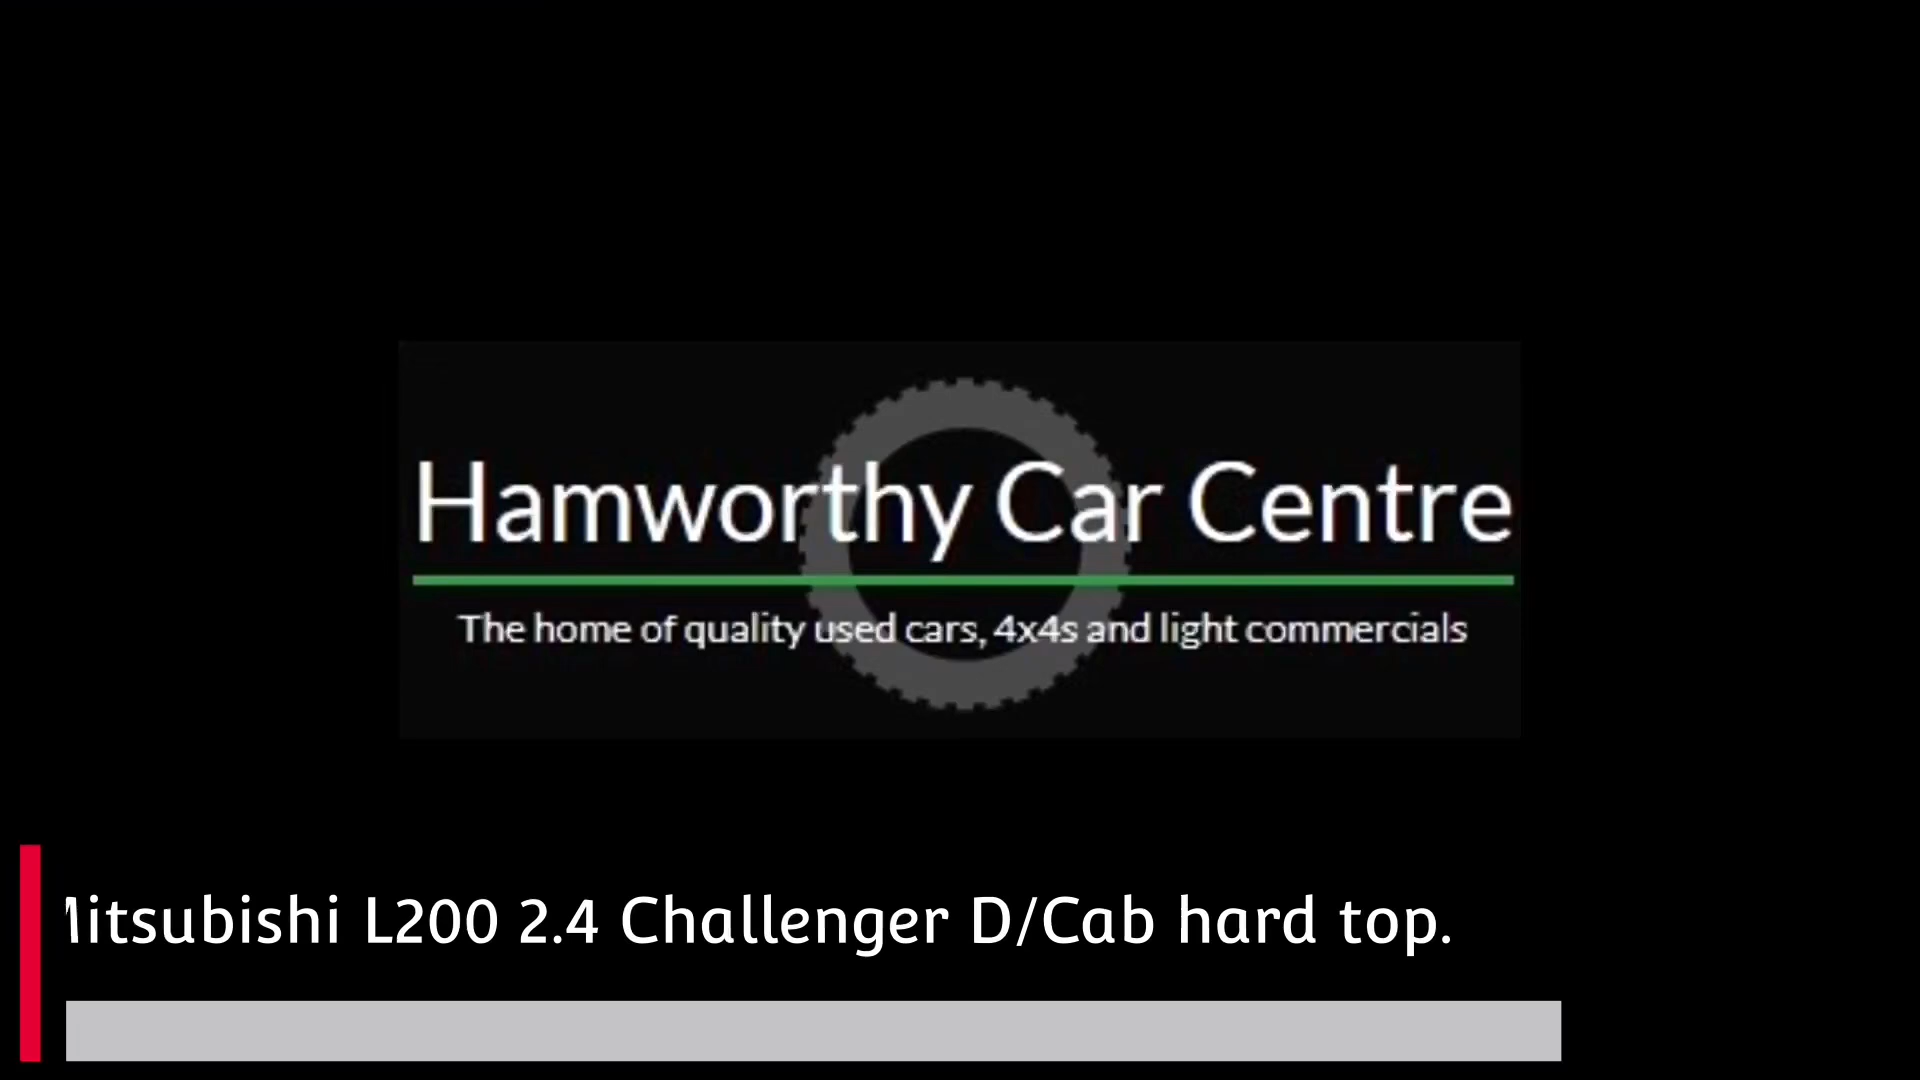 Hamworthy Car Centre
The home of quality used cars, 4x4s and light commercials
Mitsubishi L200 2.4 Challenger D/Cab hard top.